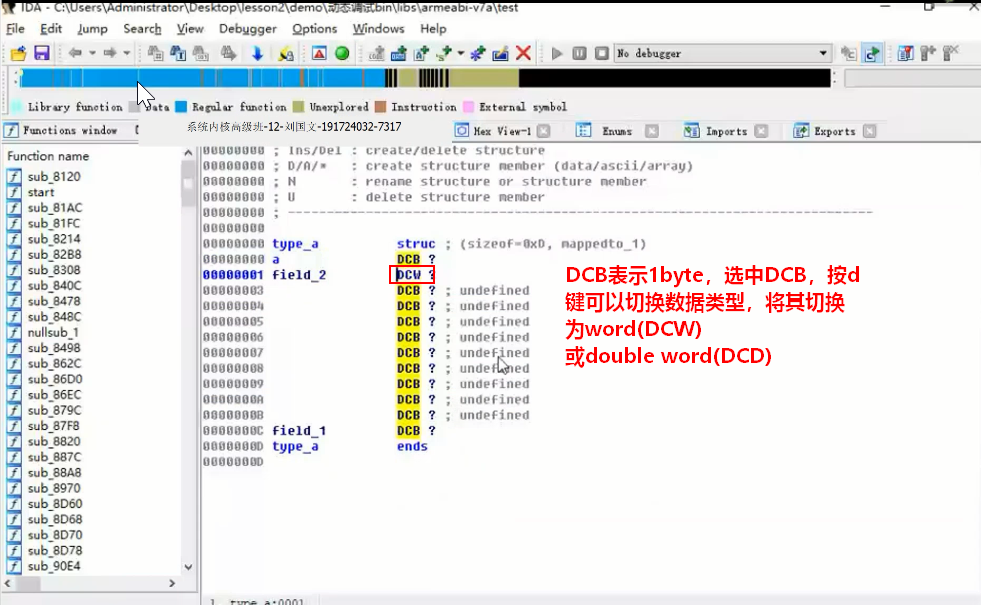 IDA - C:\Users\Administrator\Desktop\lesson2\demo\动态调试bin\libs\armeabi-v7a\test
File Edit Jump Search View Debugger Options Windows Help
No debugger
Library function Data Regular function Unexplored Instruction External symbol
系统内核高级班-12-刘国文-191724032-7317
Functions window Hex View-1 Enums Imports Exports
Function name
sub_8120
start
sub_81AC
sub_81FC
sub_8214
sub_82B8
sub_8308
sub_840C
sub_8478
sub_848C
nullsub_1
sub_8498
sub_862C
sub_86D0
sub_86EC
sub_879C
sub_87F8
sub_8820
sub_887C
sub_88A8
sub_8970
sub_8D60
sub_8D68
sub_8D70
sub_8D78
sub_90E4
00000000 ; Ins/Del : create/delete structure
00000000 ; D/A/* : create structure member (data/ascii/array)
00000000 ; N : rename structure or structure member
00000000 ; U : delete structure member
00000000 ; ---------------------------------------------------------------------------
00000000
00000000 type_a struc ; (sizeof=0xD, mappedto_1)
00000000 a DCB ?
00000001 field_2 DCW ?
00000003 DCB ? ; undefined
00000004 DCB ? ; undefined
00000005 DCB ? ; undefined
00000006 DCB ? ; undefined
00000007 DCB ? ; undefined
00000008 DCB ? ; undefined
00000009 DCB ? ; undefined
0000000A DCB ? ; undefined
0000000B DCB ? ; undefined
0000000C field_1 DCB ?
0000000D type_a ends
0000000D
DCB表示1byte，选中DCB，按d
键可以切换数据类型，将其切换
为word(DCW)
或double word(DCD)
1. type_a:0001